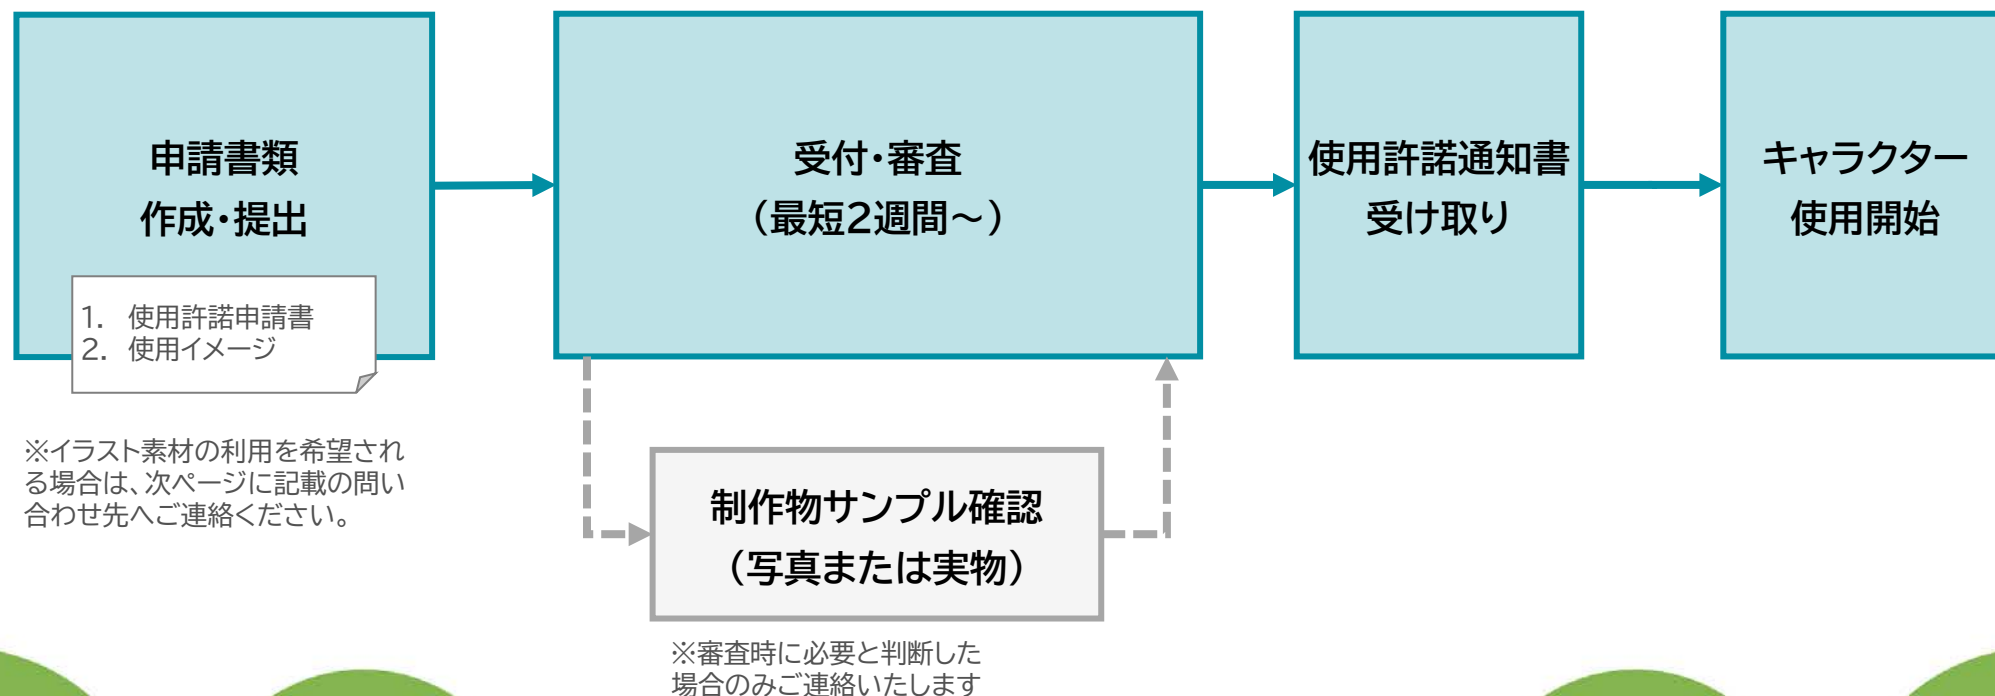 申請書類
作成・提出
1. 使用許諾申請書
2. 使用イメージ
※イラスト素材の利用を希望され
る場合は、次ページに記載の問い
合わせ先へご連絡ください。
受付・審査
（最短2週間～）
制作物サンプル確認
（写真または実物）
※審査時に必要と判断した
場合のみご連絡いたします
使用許諾通知書
受け取り
キャラクター
使用開始